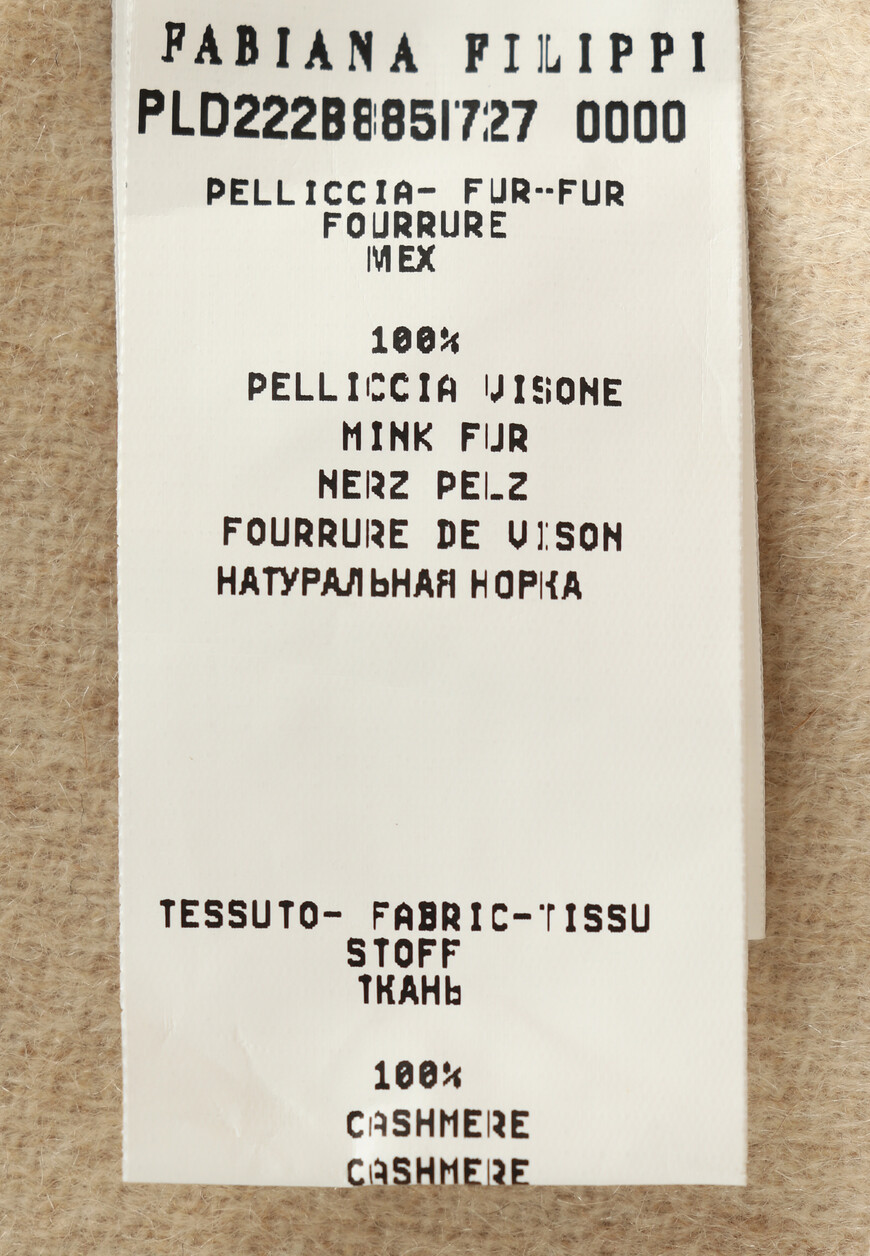 FABIANA FILIPPI
PLD222B8851727 0000
PELLICCIA- FUR--FUR
FOURRURE
МЕХ
100%
PELLICCIA VISONE
MINK FUR
NERZ PELZ
FOURRURE DE VISON
НАТУРАЛЬНАЯ НОРКА
TESSUTO- FABRIC-TISSU
STOFF
ТКАНЬ
100%
CASHMERE
CASHMERE